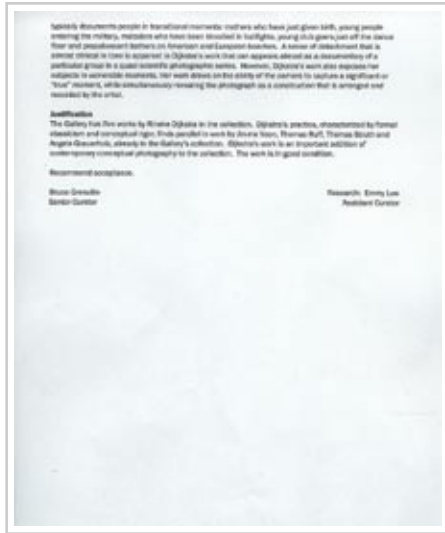 typically documents people in transitional moments: mothers who have just given birth, young people
entering the military, matadors who have been bloodied in bullfights, young club goers just off the dance
floor and preadolescent bathers on American and European beaches. A sense of detachment that is
almost clinical in tone is apparent in Dijkstra's work that can appears almost as a documentary of a
particular group in a quasi-scientific photographic series. However, Dijkstra's work also exposes her
subjects in vulnerable moments. Her work draws on the ability of the camera to capture a significant or
"true" moment, while simultaneously revealing the photograph as a construction that is arranged and
recorded by the artist.
Justification
The Gallery has five works by Rineke Dijkstra in the collection. Dijkstra's practice, characterized by formal
classicism and conceptual rigor, finds parallel in work by Arni Haraldsson, Thomas Ruff, Thomas Struth and
Angela Grauerholz, already in the Gallery's collection. Dijkstra's work is an important addition of
contemporary conceptual photography to the collection. The work is in good condition.
Recommend acceptance.
Bruce Grenville
Senior Curator
Research: Emmy Lee
Assistant Curator